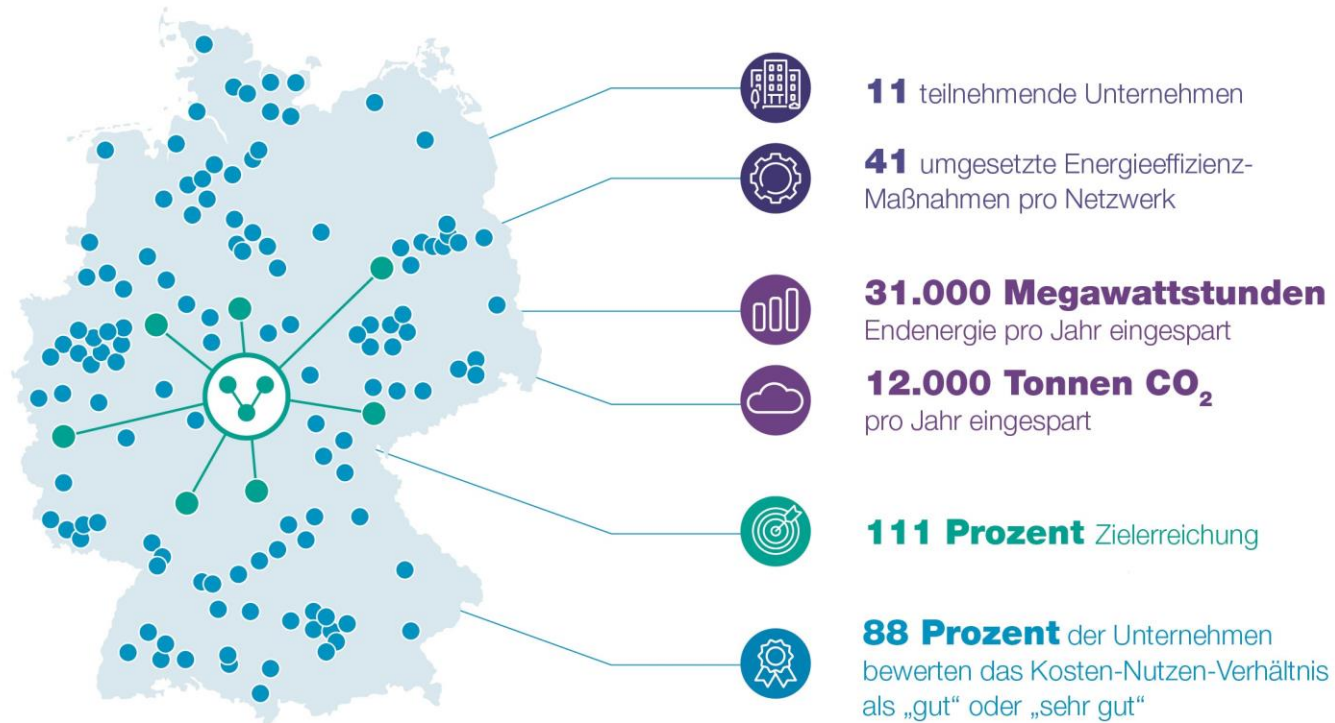 11 teilnehmende Unternehmen
41 umgesetzte Energieeffizienz-
Maßnahmen pro Netzwerk
31.000 Megawattstunden
Endenergie pro Jahr eingespart
12.000 Tonnen CO₂
pro Jahr eingespart
111 Prozent Zielerreichung
88 Prozent der Unternehmen
bewerten das Kosten-Nutzen-Verhältnis
als „gut“ oder „sehr gut“